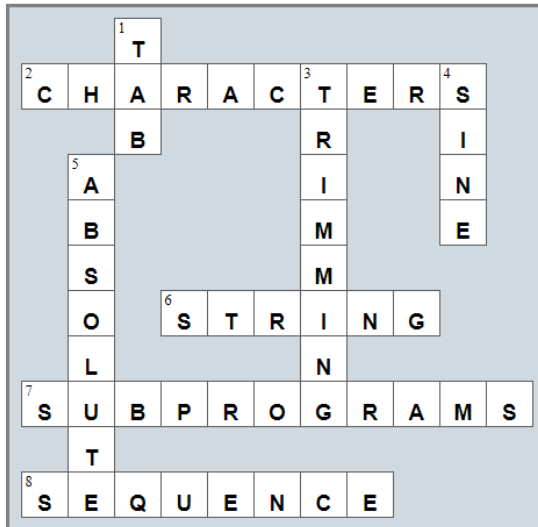 1 T
2 C H A R A C 3 T E R 4 S
B R I
5 A I N
B M E
S M
O 6 S T R I N G
L N
7 S U B P R O G R A M S
T
8 S E Q U E N C E